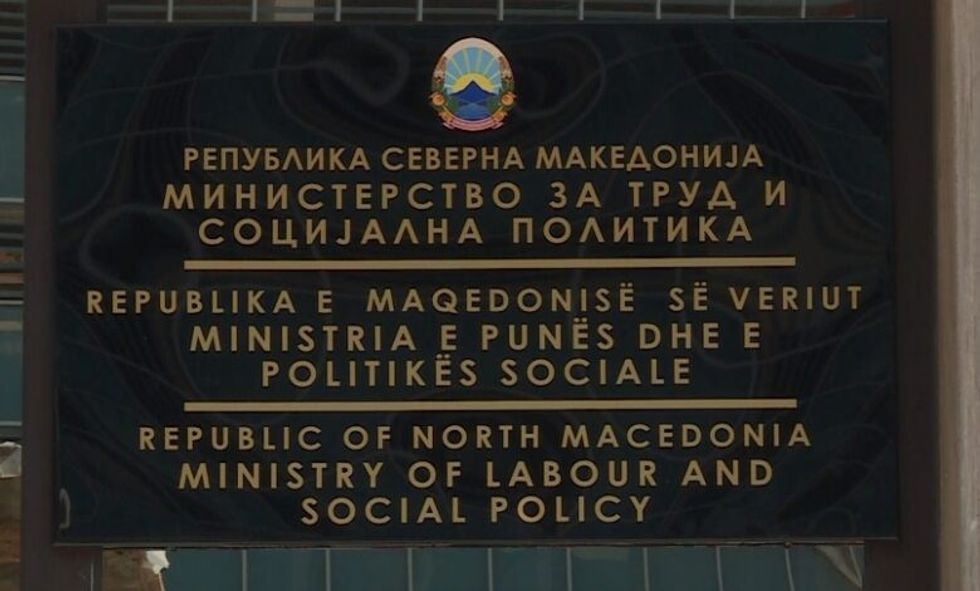 РЕПУБЛИКА СЕВЕРНА МАКЕДОНИЈА
МИНИСТЕРСТВО ЗА ТРУД И
СОЦИЈАЛНА ПОЛИТИКА
REPUBLIKA E MAQEDONISË SË VERIUT
MINISTRIA E PUNËS DHE E
POLITIKËS SOCIALE
REPUBLIC OF NORTH MACEDONIA
MINISTRY OF LABOUR AND
SOCIAL POLICY